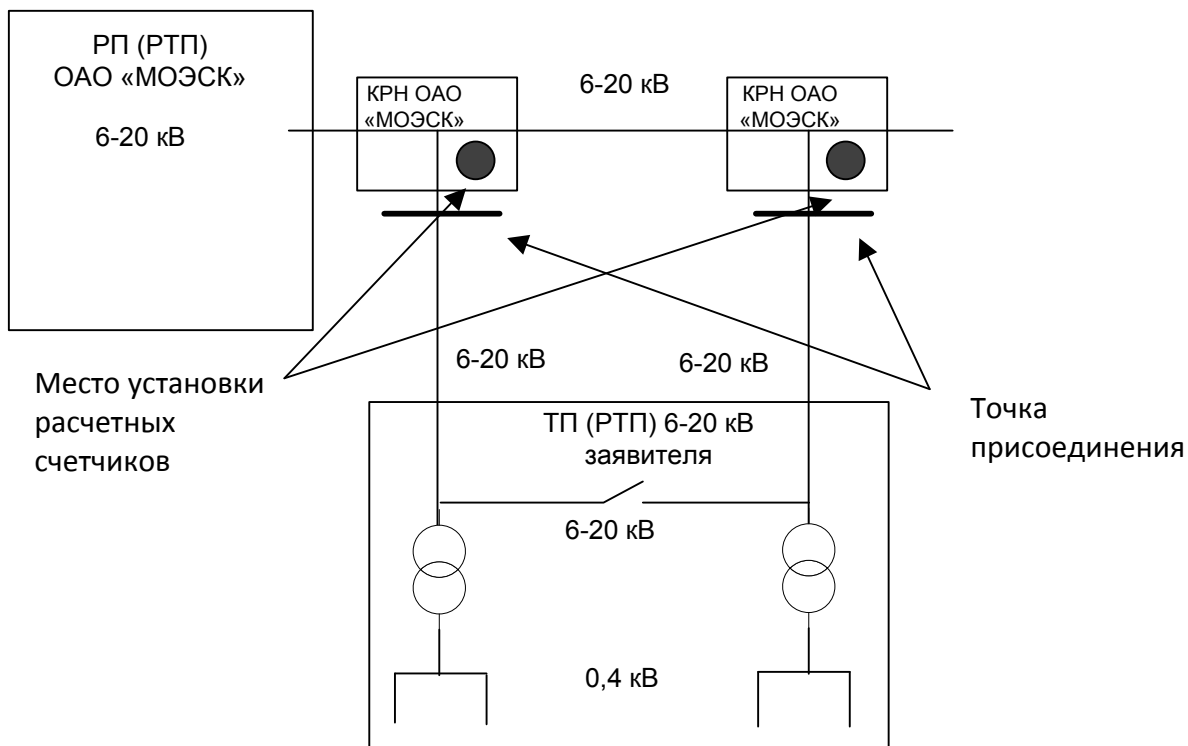 РП (РТП)
ОАО «МОЭСК»
6-20 кВ
КРН ОАО
«МОЭСК»
6-20 кВ
КРН ОАО
«МОЭСК»
6-20 кВ
6-20 кВ
Место установки
расчетных
счетчиков
Точка
присоединения
ТП (РТП) 6-20 кВ
заявителя
6-20 кВ
0,4 кВ